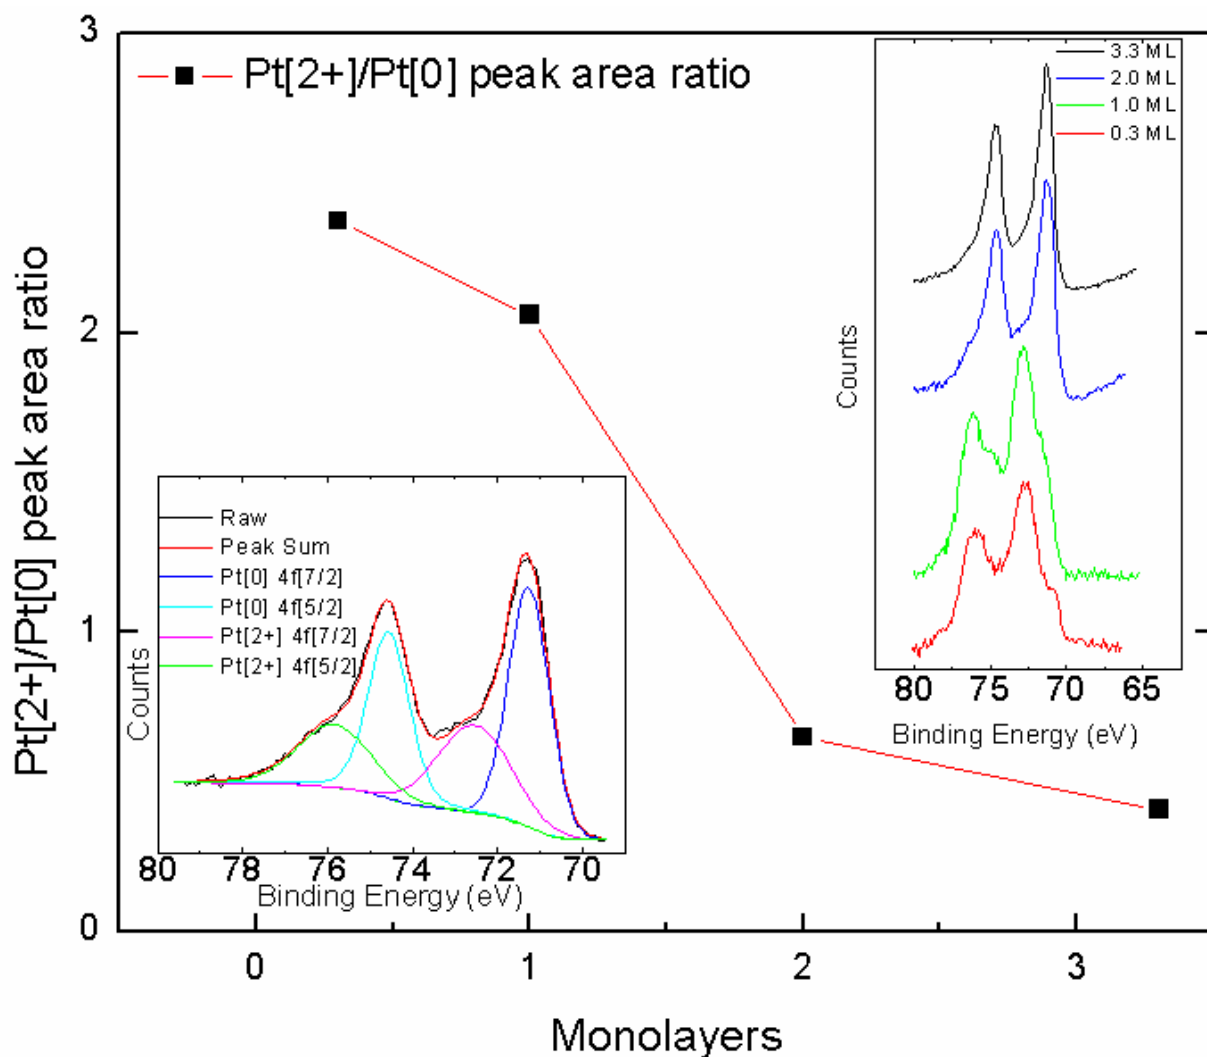 Pt[2+]/Pt[0] peak area ratio
3
2
1
0
Pt[2+]/Pt[0] peak area ratio
0 1 2 3
Monolayers
3.3 ML
2.0 ML
1.0 ML
0.3 ML
Counts
80 75 70 65
Binding Energy (eV)
Raw
Peak Sum
Pt[0] 4f[7/2]
Pt[0] 4f[5/2]
Pt[2+] 4f[7/2]
Pt[2+] 4f[5/2]
Counts
80 78 76 74 72 70
Binding Energy (eV)